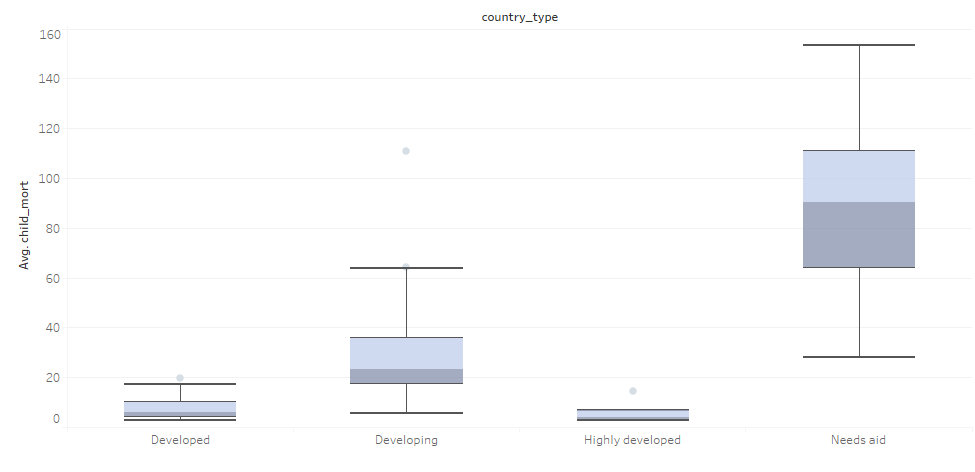 country_type
160
140
120
100
80
60
40
20
0
Avg. child_mort
Developed
Developing
Highly developed
Needs aid